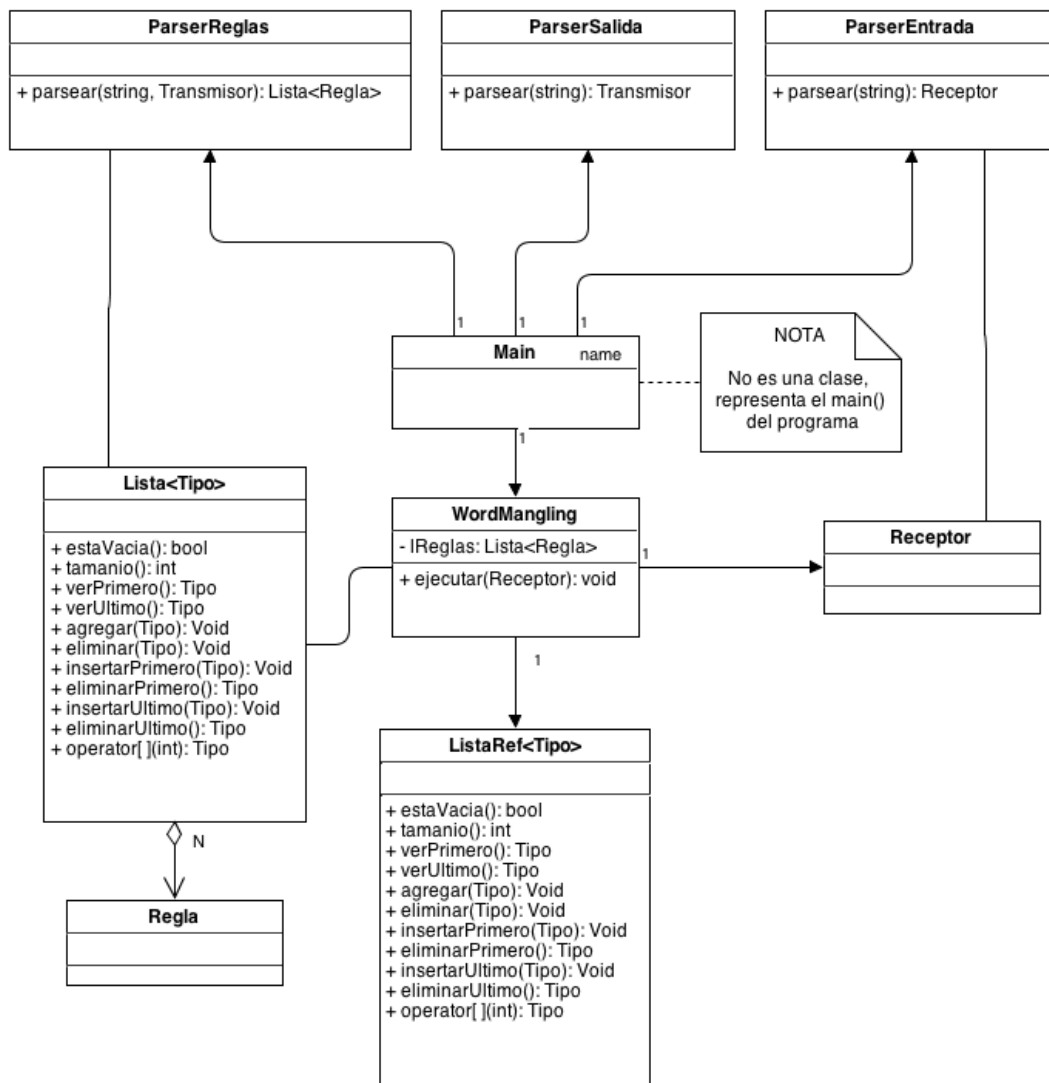 ParserReglas
+ parsear(string, Transmisor): Lista<Regla>
ParserSalida
+ parsear(string): Transmisor
ParserEntrada
+ parsear(string): Receptor
1
1
1
Main
name
1
NOTA
No es una clase,
representa el main()
del programa
Lista<Tipo>
+ estaVacia(): bool
+ tamanio(): int
+ verPrimero(): Tipo
+ verUltimo(): Tipo
+ agregar(Tipo): Void
+ eliminar(Tipo): Void
+ insertarPrimero(Tipo): Void
+ eliminarPrimero(): Tipo
+ insertarUltimo(Tipo): Void
+ eliminarUltimo(): Tipo
+ operator[ ](int): Tipo
N
WordMangling
- lReglas: Lista<Regla>
+ ejecutar(Receptor): void
1
1
Receptor
Regla
ListaRef<Tipo>
+ estaVacia(): bool
+ tamanio(): int
+ verPrimero(): Tipo
+ verUltimo(): Tipo
+ agregar(Tipo): Void
+ eliminar(Tipo): Void
+ insertarPrimero(Tipo): Void
+ eliminarPrimero(): Tipo
+ insertarUltimo(Tipo): Void
+ eliminarUltimo(): Tipo
+ operator[ ](int): Tipo